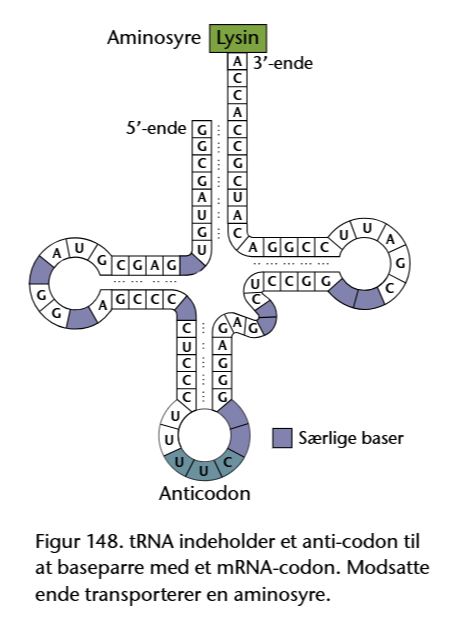 Aminosyre Lysin
3’-ende
5’-ende
A
C
C
A
C
C
G
C
U
A
C
G
G
C
G
A
U
G
U
A G G C C
U U A
G
C
U C C G G
C
G A G
A U G C G A G
G
G
A G C C C
C
U
C
C
C
U
U
U U C
G
A
G
G
G
Særlige baser
Anticodon
Figur 148. tRNA indeholder et anti-codon til
at baseparre med et mRNA-codon. Modsatte
ende transporterer en aminosyre.